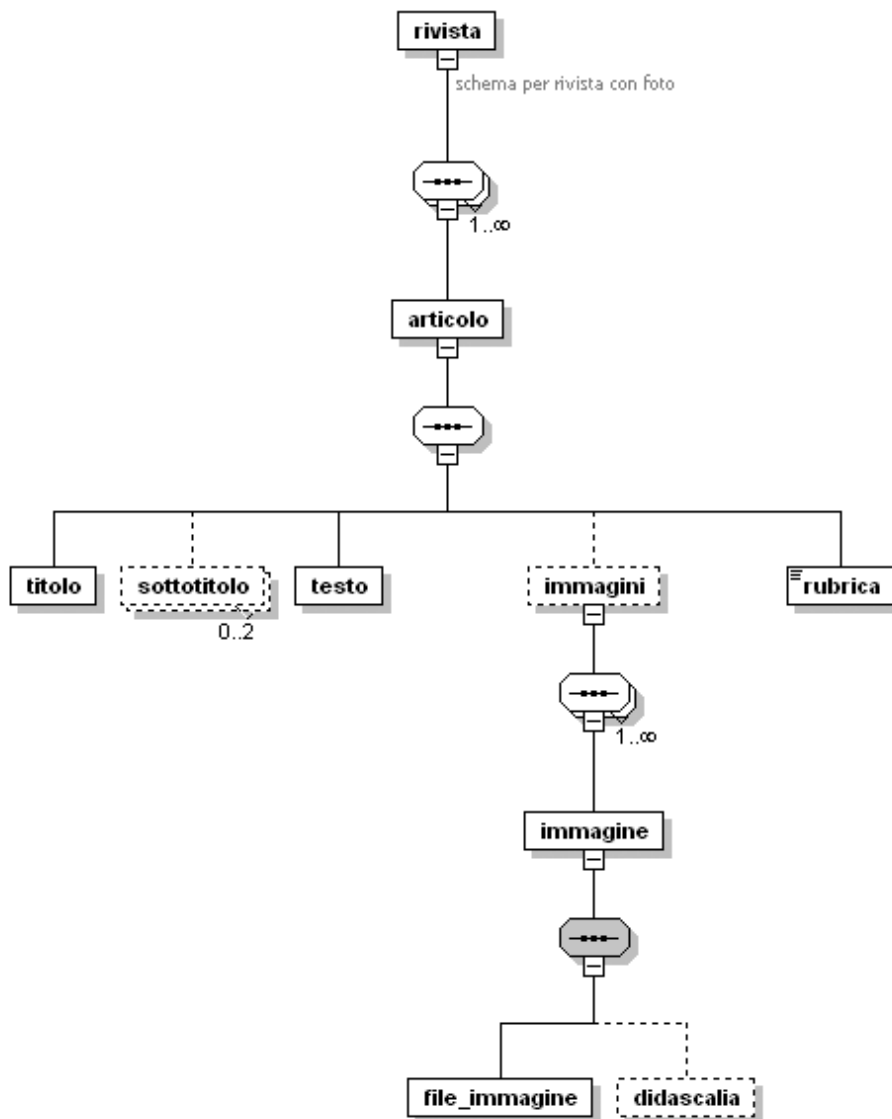 rivista
schema per rivista con foto
1..∞
articolo
titolo
sottotitolo
0..2
testo
immagini
rubrica
1..∞
immagine
file_immagine
didascalia